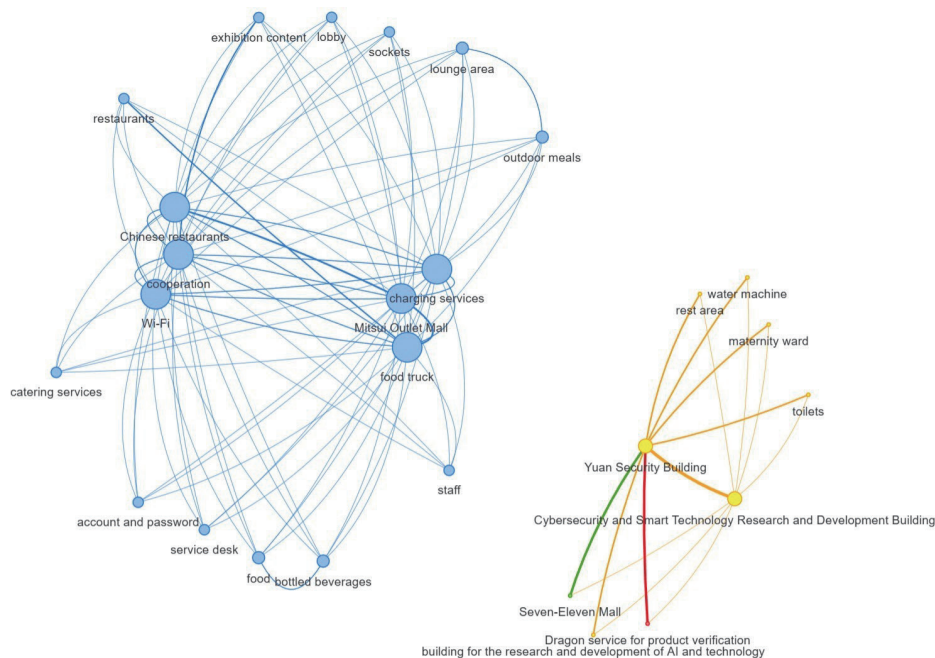 exhibition content
lobby
sockets
lounge area
restaurants
outdoor meals
Chinese restaurants
cooperation
charging services
Wi-Fi
Mitsui Outlet Mall
food truck
catering services
water machine
rest area
maternity ward
toilets
Yuan Security Building
staff
account and password
service desk
food
bottled beverages
Cybersecurity and Smart Technology Research and Development Building
Seven-Eleven Mall
Dragon service for product verification
building for the research and development of AI and technology